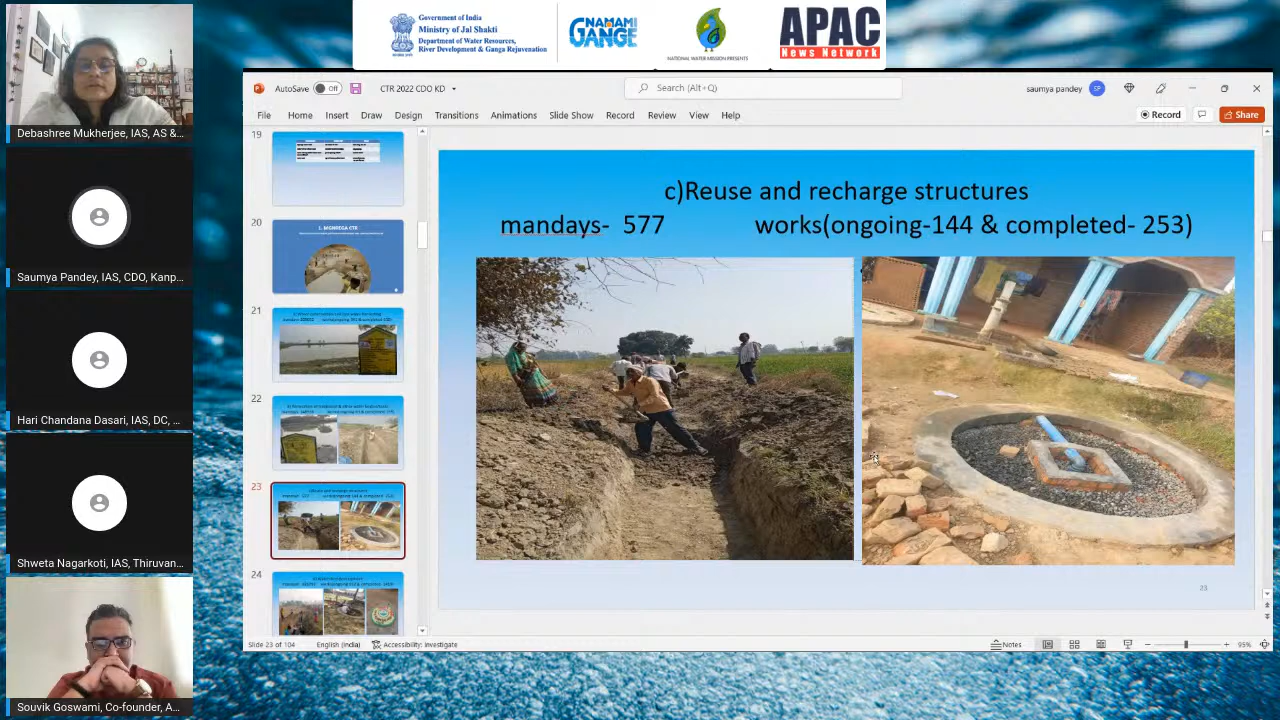 Government of India
Ministry of Jal Shakti
Department of Water Resources,
River Development & Ganga Rejuvenation
NAMAMI
GANGE
NATIONAL WATER MISSION PRESENTS
APAC
News Network
Debashree Mukherjee, IAS, AS &...
Saumya Pandey, IAS, CDO, Kanp...
Hari Chandana Dasari, IAS, DC, ...
Shweta Nagarkoti, IAS, Thiruvan...
Souvik Goswami, Co-founder, A...
AutoSave Off CTR 2022 CDO KD Search (Alt+Q) saumya pandey SP
File Home Insert Draw Design Transitions Animations Slide Show Record Review View Help Record Share
19
20
1. MGNREGA CTR
21
22
23
24
c)Reuse and recharge structures
mandays- 577 works(ongoing-144 & completed- 253)
23
Slide 23 of 104 English (India) Accessibility: Investigate Notes 95%